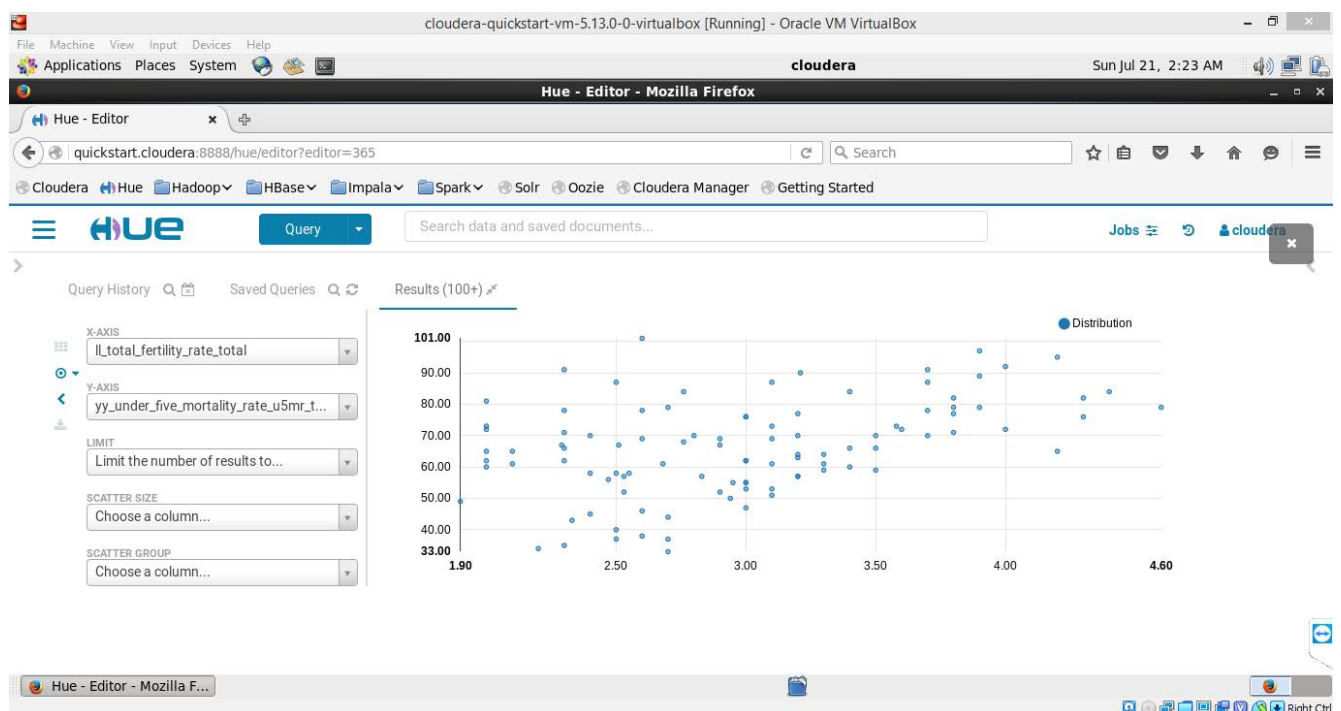 cloudera-quickstart-vm-5.13.0-0-virtualbox [Running] - Oracle VM VirtualBox
File Machine View Input Devices Help
Applications Places System cloudera Sun Jul 21, 2:23 AM
Hue - Editor - Mozilla Firefox
Hue - Editor
quickstart.cloudera:8888/hue/editor?editor=365 Search
Cloudera Hue Hadoop HBase Impala Spark Solr Oozie Cloudera Manager Getting Started
HUE Query Search data and saved documents... Jobs cloudera
Query History Saved Queries Results (100+)
X-AXIS
ll_total_fertility_rate_total
Y-AXIS
yy_under_five_mortality_rate_u5mr_t...
LIMIT
Limit the number of results to...
SCATTER SIZE
Choose a column...
SCATTER GROUP
Choose a column...
Distribution
101.00
90.00
80.00
70.00
60.00
50.00
40.00
33.00
1.90 2.50 3.00 3.50 4.00 4.60
Hue - Editor - Mozilla F...
Right Ctrl